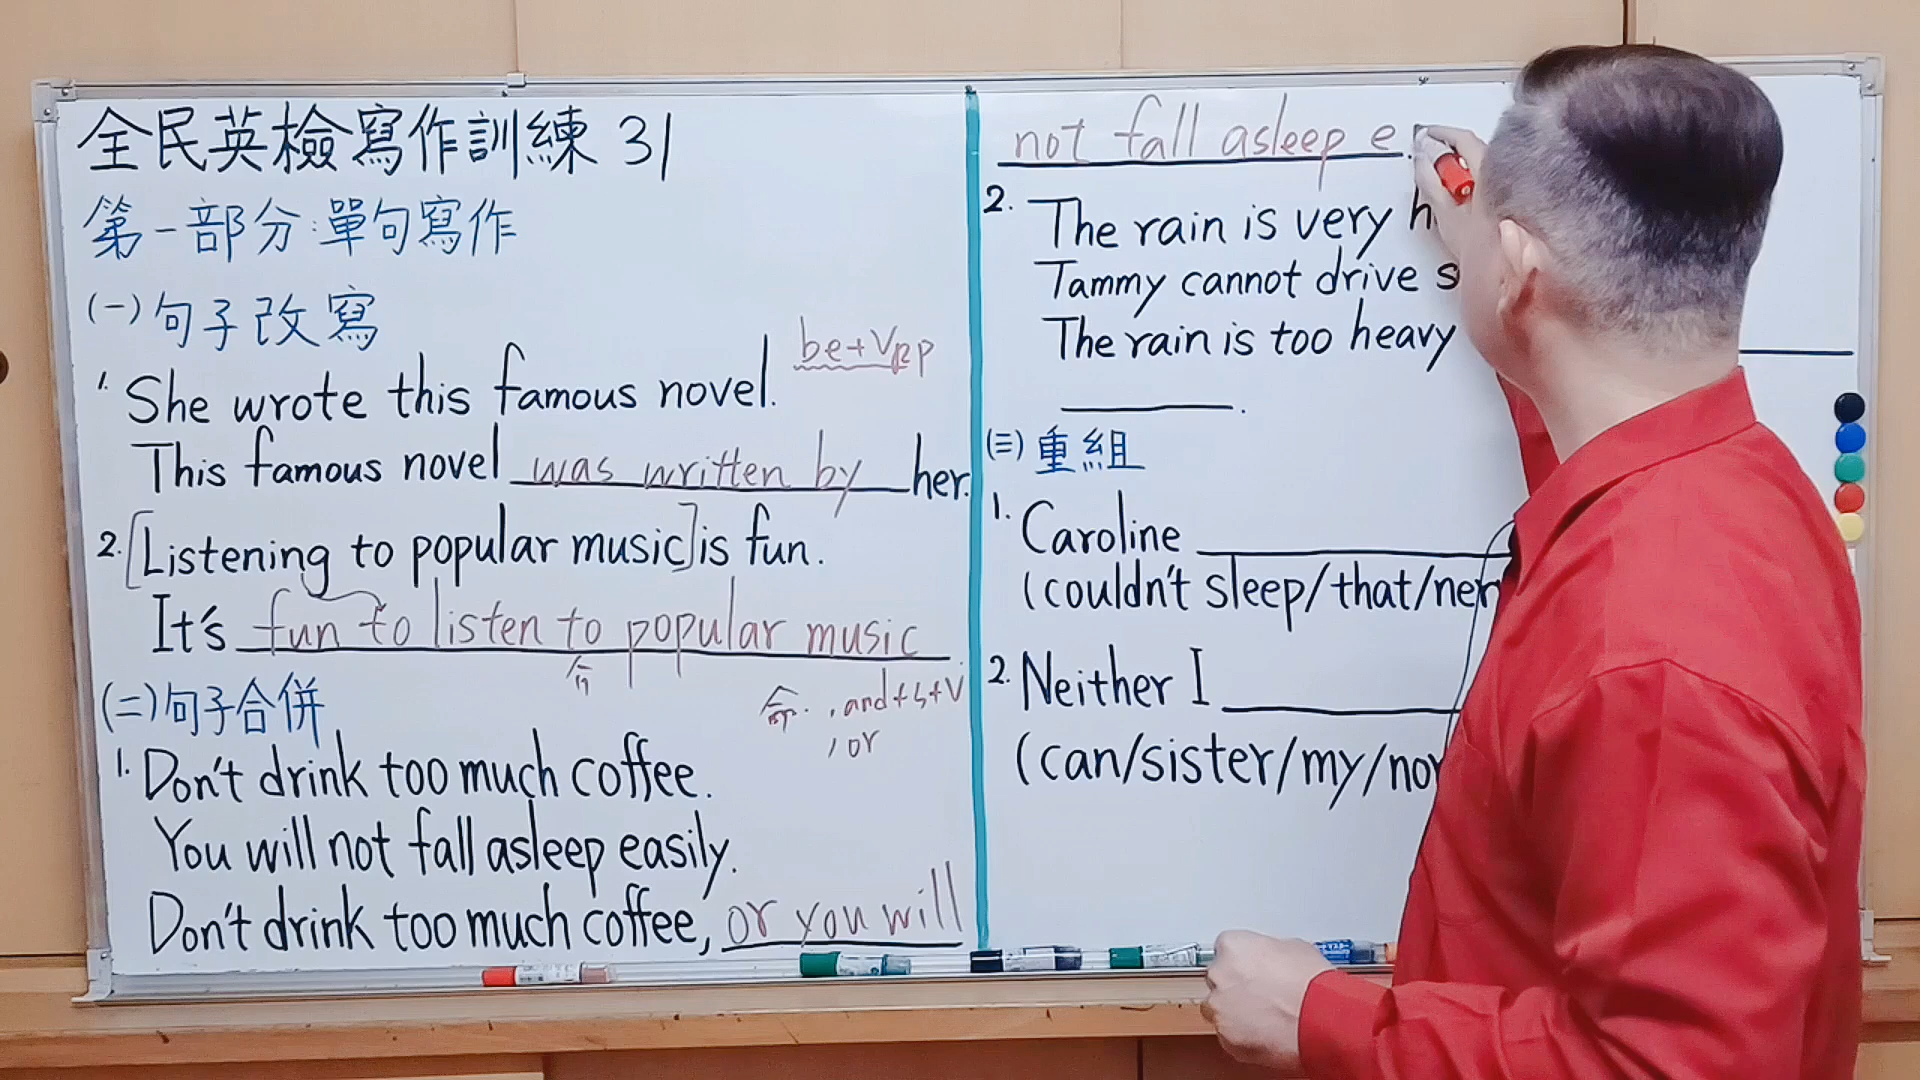 全民英檢寫作訓練 31
第一部分:單句寫作
(一)句子改寫
be+Vpp
1. She wrote this famous novel.
This famous novel was written by her.
2. [Listening to popular music] is fun.
It's fun to listen to popular music.
(二)句子合併
命. , and+S+V
, or
1. Don't drink too much coffee.
You will not fall asleep easily.
Don't drink too much coffee, or you will
not fall asleep e
2. The rain is very
Tammy cannot drive
The rain is too heavy
.
(三)重組
1. Caroline
(couldn't sleep/that/
2. Neither I
(can/sister/my/